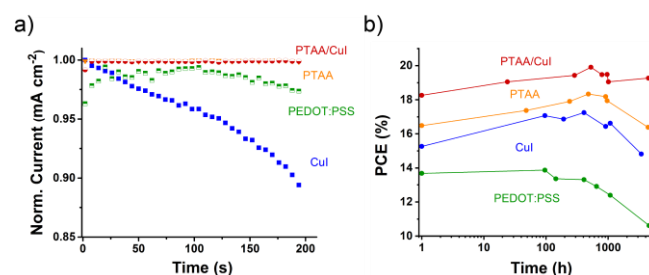 a)
Norm. Current (mA cm⁻²)
1.00
0.95
0.90
0.85
PTAA/CuI
PTAA
PEDOT:PSS
CuI
0
50
100
150
200
Time (s)
b)
PCE (%)
20
18
16
14
12
10
PTAA/CuI
PTAA
CuI
PEDOT:PSS
1
10
100
1000
Time (h)